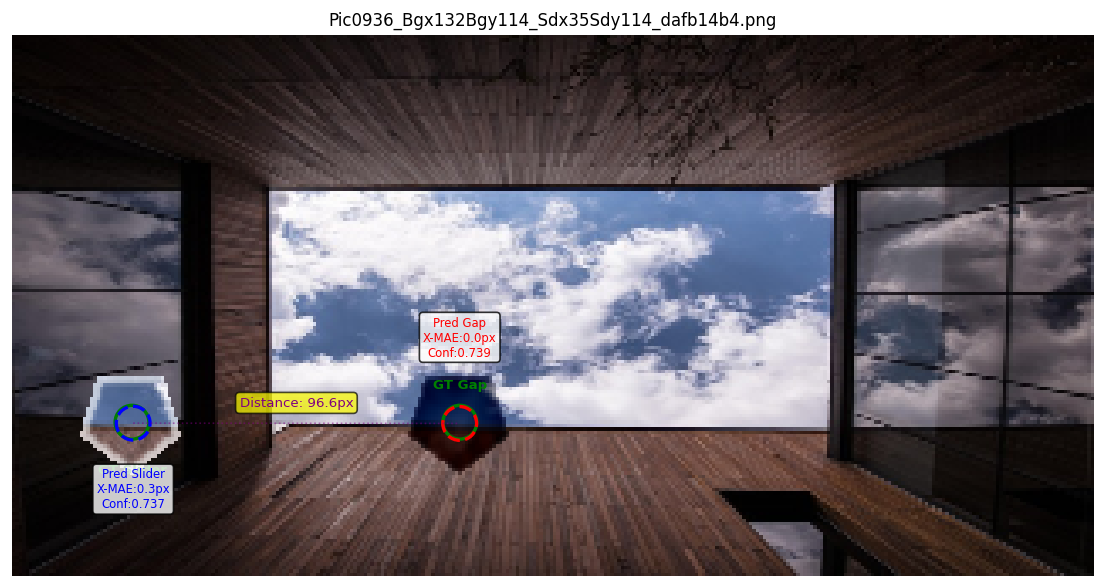 Pic0936_Bgx132Bgy114_Sdx35Sdy114_dafb14b4.png
Pred Gap
X-MAE:0.0px
Conf:0.739
GT Gap
Distance: 96.6px
Pred Slider
X-MAE:0.3px
Conf:0.737